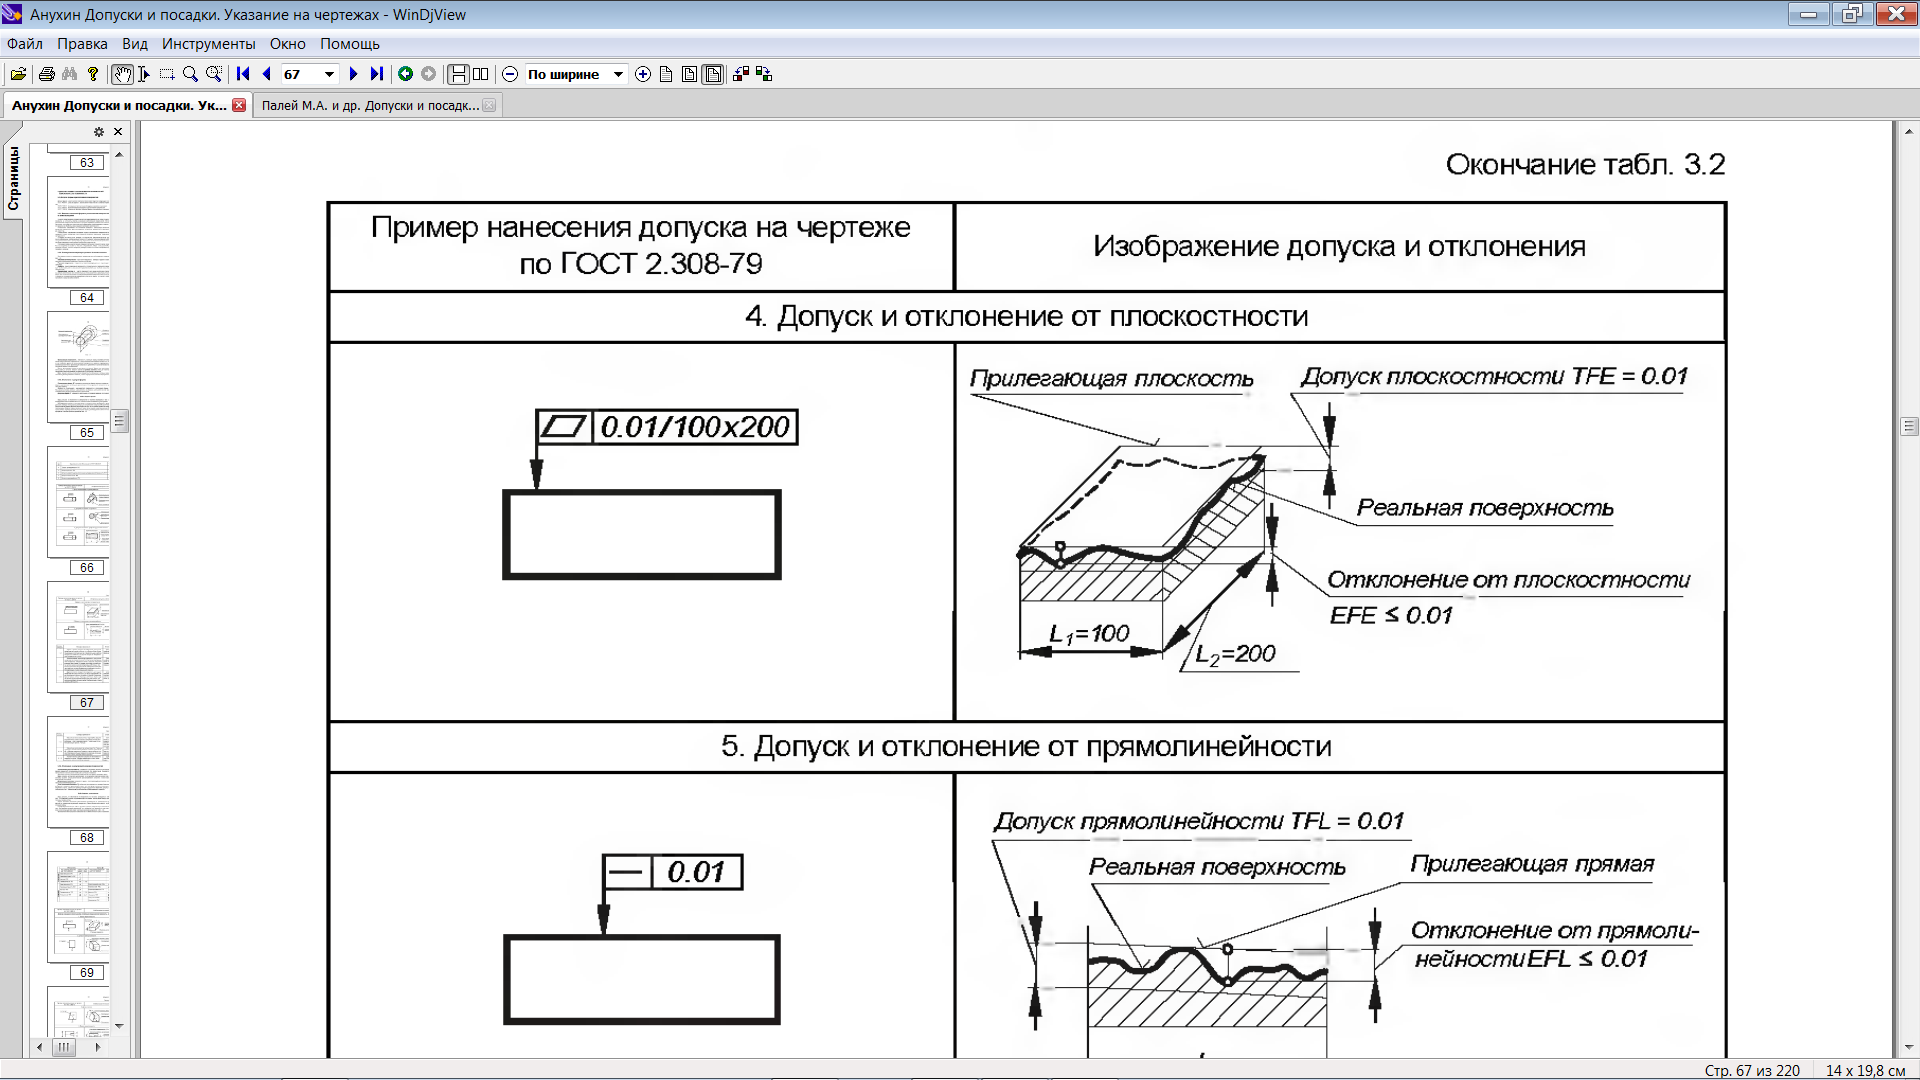 Анухин Допуски и посадки. Указание на чертежах - WinDjView
Файл Правка Вид Инструменты Окно Помощь
67
По ширине
Анухин Допуски и посадки. Ук...
Палей М.А. и др. Допуски и посадк...
Страницы
63
64
65
66
67
68
69
Окончание табл. 3.2
Пример нанесения допуска на чертеже
по ГОСТ 2.308-79
Изображение допуска и отклонения
4. Допуск и отклонение от плоскостности
0.01/100x200
Прилегающая плоскость
Допуск плоскостности TFE = 0.01
Реальная поверхность
Отклонение от плоскостности
EFE ≤ 0.01
L1=100
L2=200
5. Допуск и отклонение от прямолинейности
0.01
Допуск прямолинейности TFL = 0.01
Реальная поверхность
Прилегающая прямая
Отклонение от прямоли-
нейности EFL ≤ 0.01
Стр. 67 из 220
14 x 19,8 см